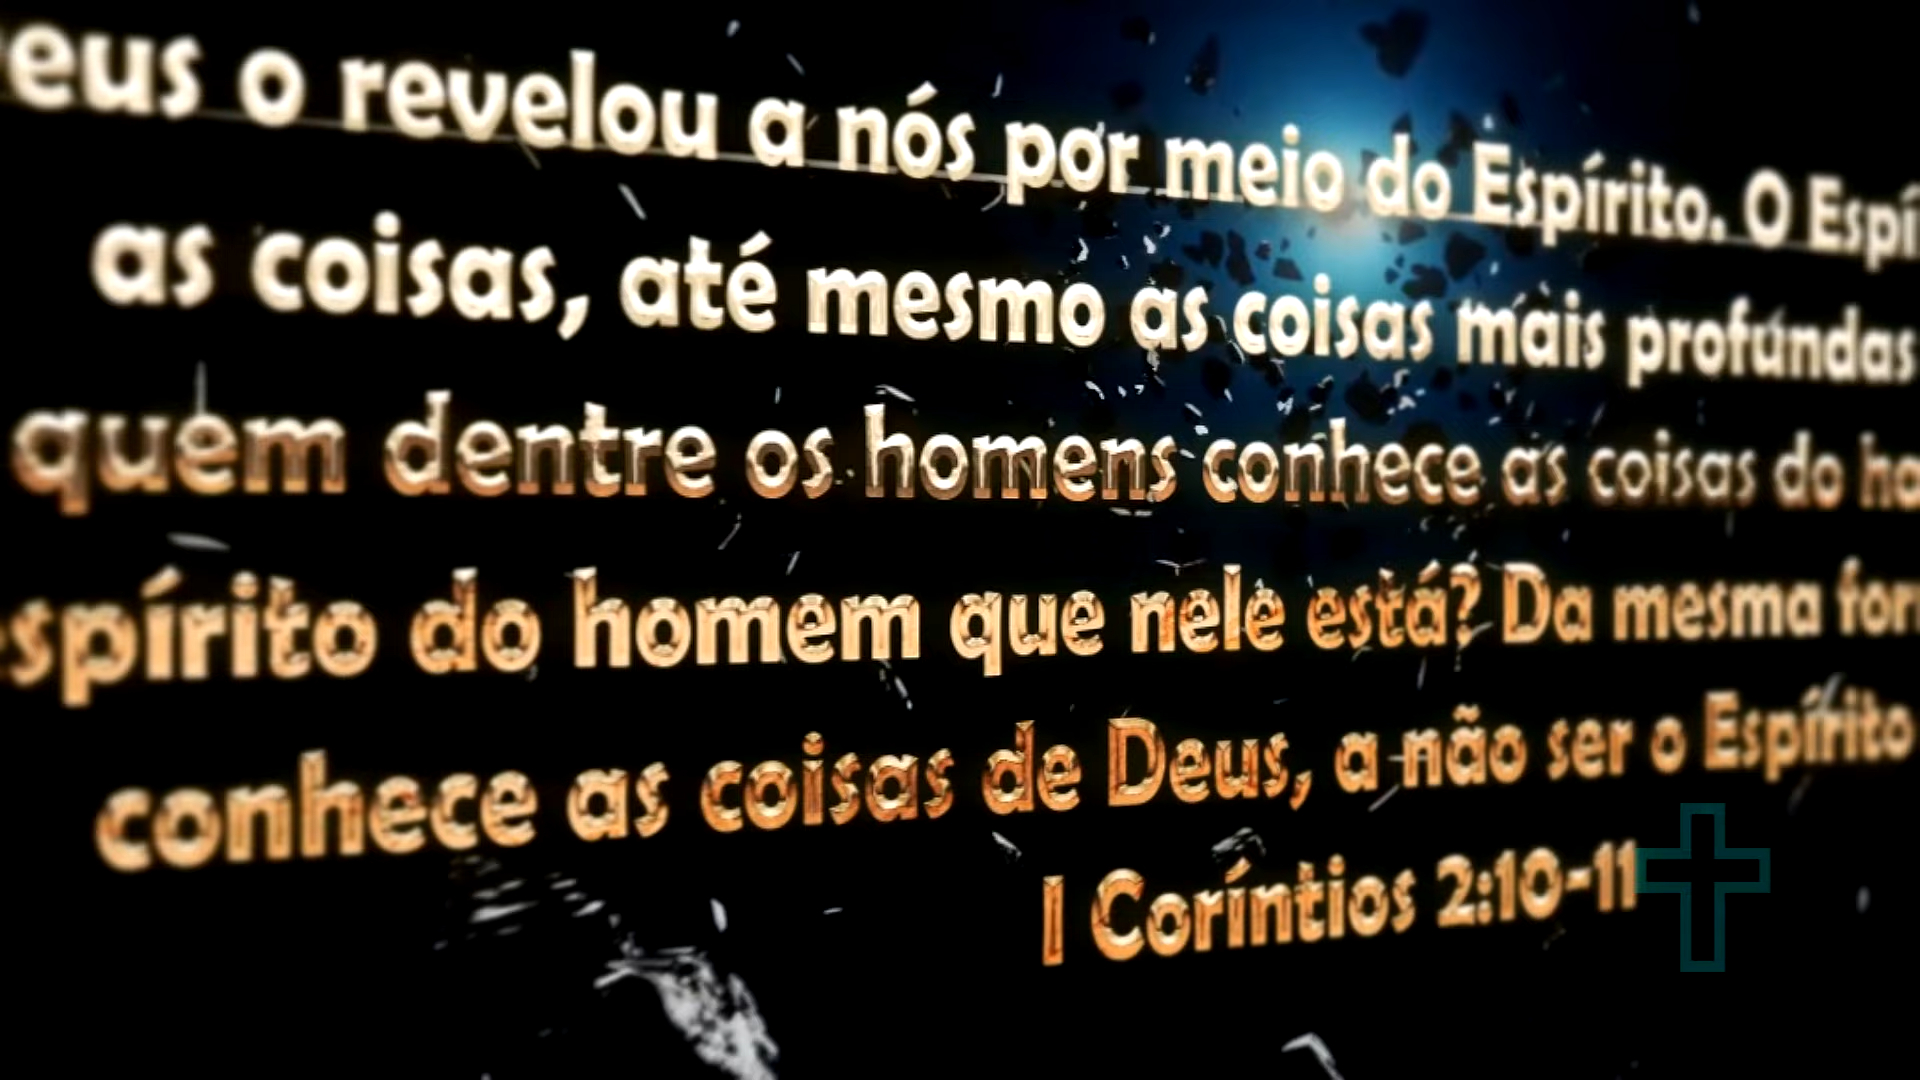 eus o revelou a nós por meio do Espírito. O Espí
as coisas, até mesmo as coisas mais profundas
quem dentre os homens conhece as coisas do ho
spírito do homem que nele está? Da mesma for
conhece as coisas de Deus, a não ser o Espírito
I Coríntios 2:10-11